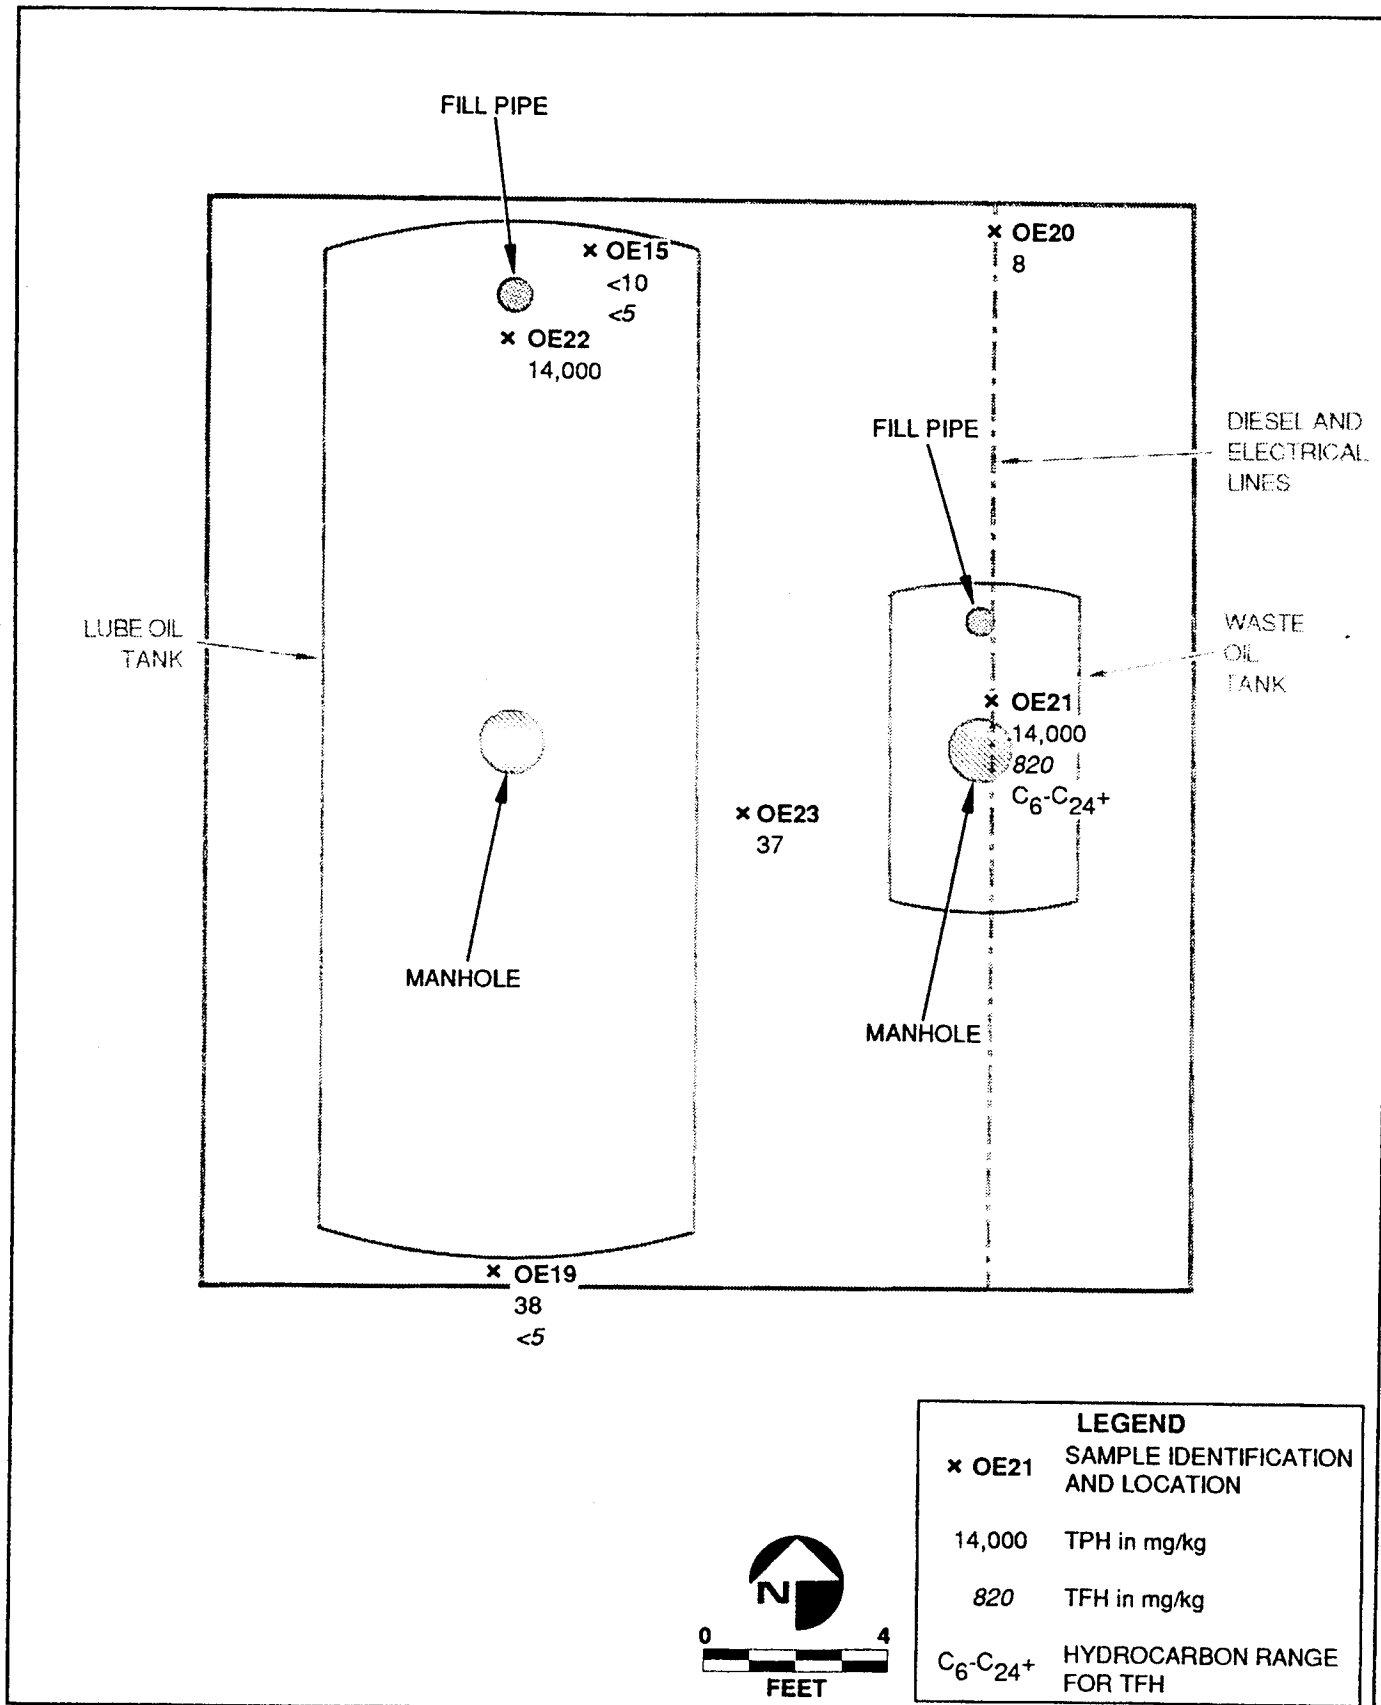 FILL PIPE
× OE15
<10
<5
× OE22
14,000
× OE20
8
FILL PIPE
DIESEL AND
ELECTRICAL
LINES
LUBE OIL
TANK
WASTE
OIL
TANK
× OE21
14,000
820
C6-C24+
× OE23
37
MANHOLE
MANHOLE
× OE19
38
<5
LEGEND
× OE21 SAMPLE IDENTIFICATION
AND LOCATION
14,000 TPH in mg/kg
820 TFH in mg/kg
C6-C24+ HYDROCARBON RANGE
FOR TFH
N
0 4
FEET